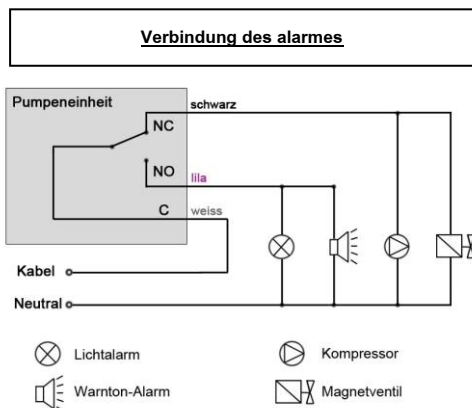 Verbindung des alarmes
Pumpeneinheit
schwarz
NC
NO
lila
C
weiss
Kabel
Neutral
Lichtalarm
Kompressor
Warnton-Alarm
Magnetventil